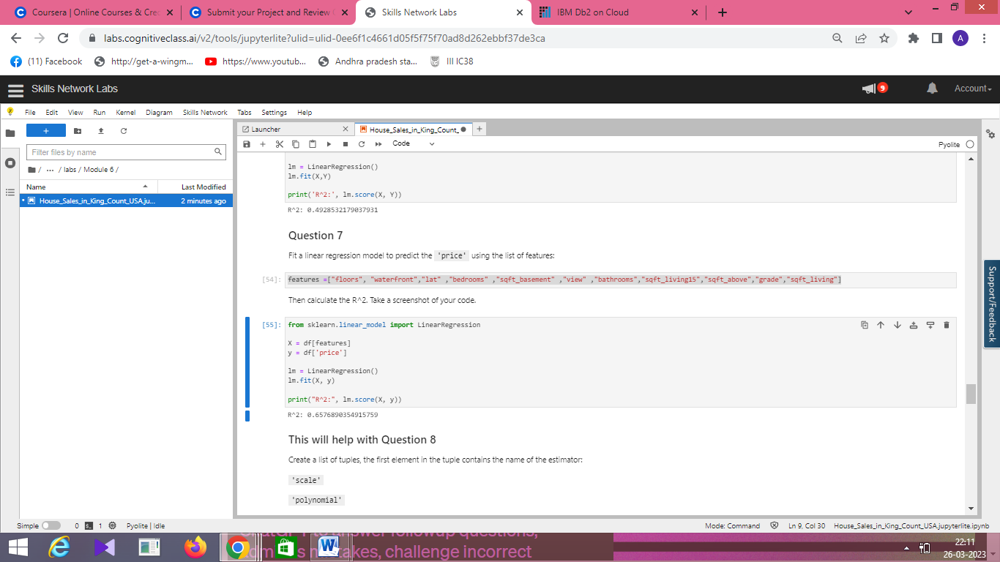 Coursera | Online Courses & Cred
Submit your Project and Review
Skills Network Labs
IBM Db2 on Cloud
labs.cognitiveclass.ai/v2/tools/jupyterlite?ulid=ulid-0ee6f1c4661d05f5f75f70ad8d262ebbf37de3ca
A
(11) Facebook
http://get-a-wingm...
https://www.youtub...
Andhra pradesh sta...
III IC38
Skills Network Labs
9
Account
File Edit View Run Kernel Diagram Skills Network Tabs Settings Help
Filter files by name
/ ··· / labs / Module 6 /
Name Last Modified
House_Sales_in_King_Count_USA.ju... 2 minutes ago
Launcher
House_Sales_in_King_Count_
Code
Pyolite
lm = LinearRegression()
lm.fit(X,Y)
print('R^2:', lm.score(X, Y))
R^2: 0.4928532179037931
Question 7
Fit a linear regression model to predict the 'price' using the list of features:
[54]: features =["floors", "waterfront","lat" ,"bedrooms" ,"sqft_basement" ,"view" ,"bathrooms","sqft_living15","sqft_above","grade","sqft_living"]
Then calculate the R^2. Take a screenshot of your code.
[55]: from sklearn.linear_model import LinearRegression
X = df[features]
y = df['price']
lm = LinearRegression()
lm.fit(X, y)
print("R^2:", lm.score(X, y))
R^2: 0.6576890354915759
This will help with Question 8
Create a list of tuples, the first element in the tuple contains the name of the estimator:
'scale'
'polynomial'
Support/Feedback
Simple 0 1 Pyolite | Idle
Mode: Command Ln 9, Col 30 House_Sales_in_King_Count_USA.jupyterlite.ipynb
to answer followup questions,
takes, challenge incorrect
22:11
26-03-2023